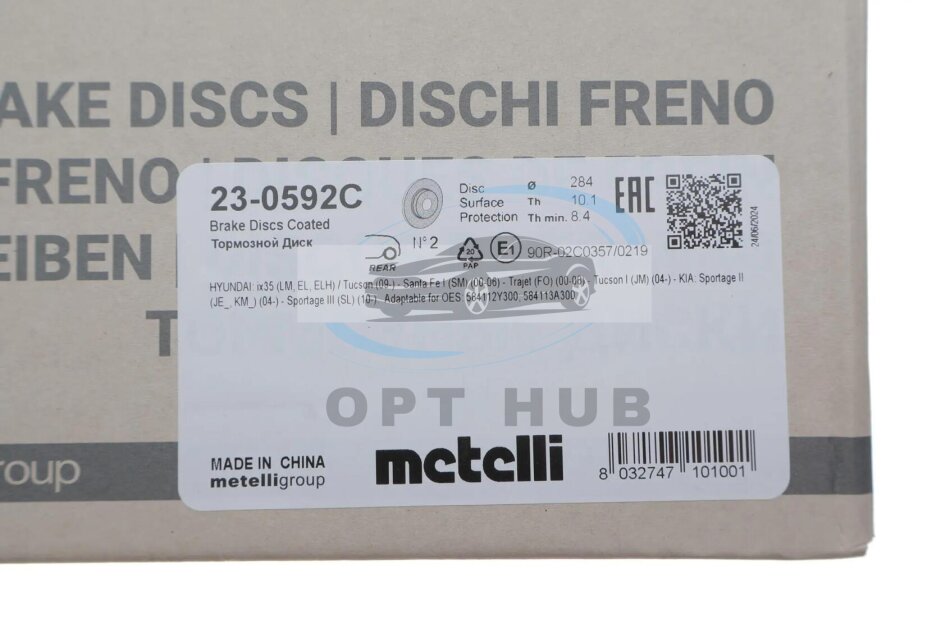 AKE DISCS | DISCHI FRENO
FRENO
EIBEN
23-0592C
Brake Discs Coated
Тормозной Диск
Disc Surface Protection
Ø 284
Th 10.1
Th min. 8.4
EAC
24/06/2024
REAR
N° 2
20
PAP
E1
90R-02C0357/0219
HYUNDAI: ix35 (LM, EL, ELH) / Tucson (09-) - Santa Fe I (SM) (00-06) - Trajet (FO) (00-08) - Tucson I (JM) (04-) - KIA: Sportage II
(JE_, KM_) (04-) - Sportage III (SL) (10-) Adaptable for OES: 584112Y300, 584113A300
OPT HUB
MADE IN CHINA
metelligroup
metelli
8 032747 101001
roup